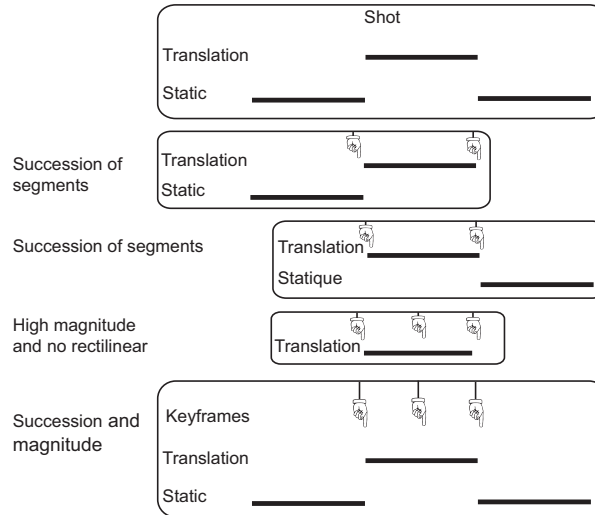 Shot
Translation
Static
Succession of
segments
Translation
Static
Succession of segments
Translation
Statique
High magnitude
and no rectilinear
Translation
Succession and
magnitude
Keyframes
Translation
Static